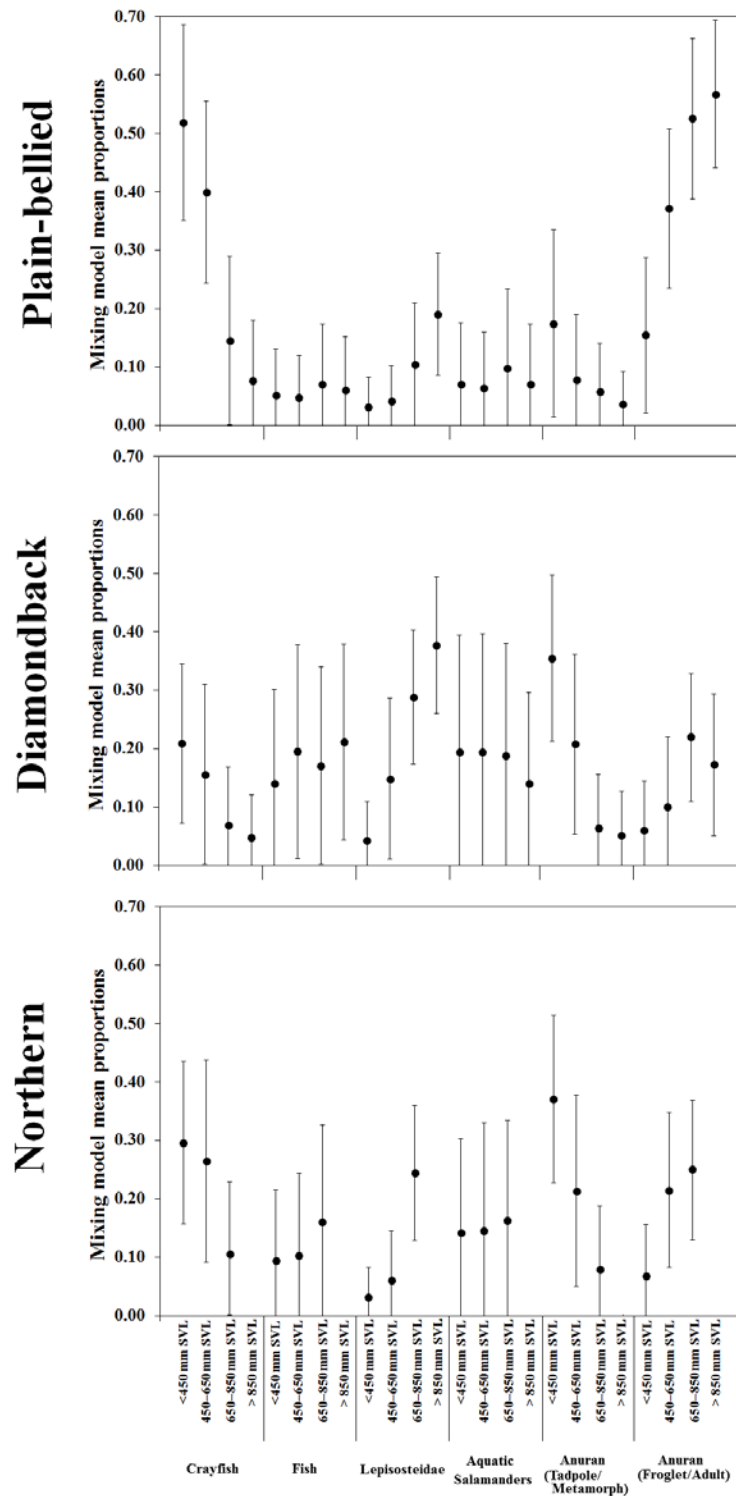 Plain-bellied
Mixing model mean proportions
0.70
0.60
0.50
0.40
0.30
0.20
0.10
0.00
Diamondback
Mixing model mean proportions
0.70
0.60
0.50
0.40
0.30
0.20
0.10
0.00
Northern
Mixing model mean proportions
0.70
0.60
0.50
0.40
0.30
0.20
0.10
0.00
<450 mm SVL
450–650 mm SVL
650–850 mm SVL
> 850 mm SVL
<450 mm SVL
450–650 mm SVL
650–850 mm SVL
> 850 mm SVL
<450 mm SVL
450–650 mm SVL
650–850 mm SVL
> 850 mm SVL
<450 mm SVL
450–650 mm SVL
650–850 mm SVL
> 850 mm SVL
<450 mm SVL
450–650 mm SVL
650–850 mm SVL
> 850 mm SVL
<450 mm SVL
450–650 mm SVL
650–850 mm SVL
> 850 mm SVL
Crayfish
Fish
Lepisosteidae
Aquatic
Salamanders
Anuran
(Tadpole/
Metamorph)
Anuran
(Froglet/Adult)